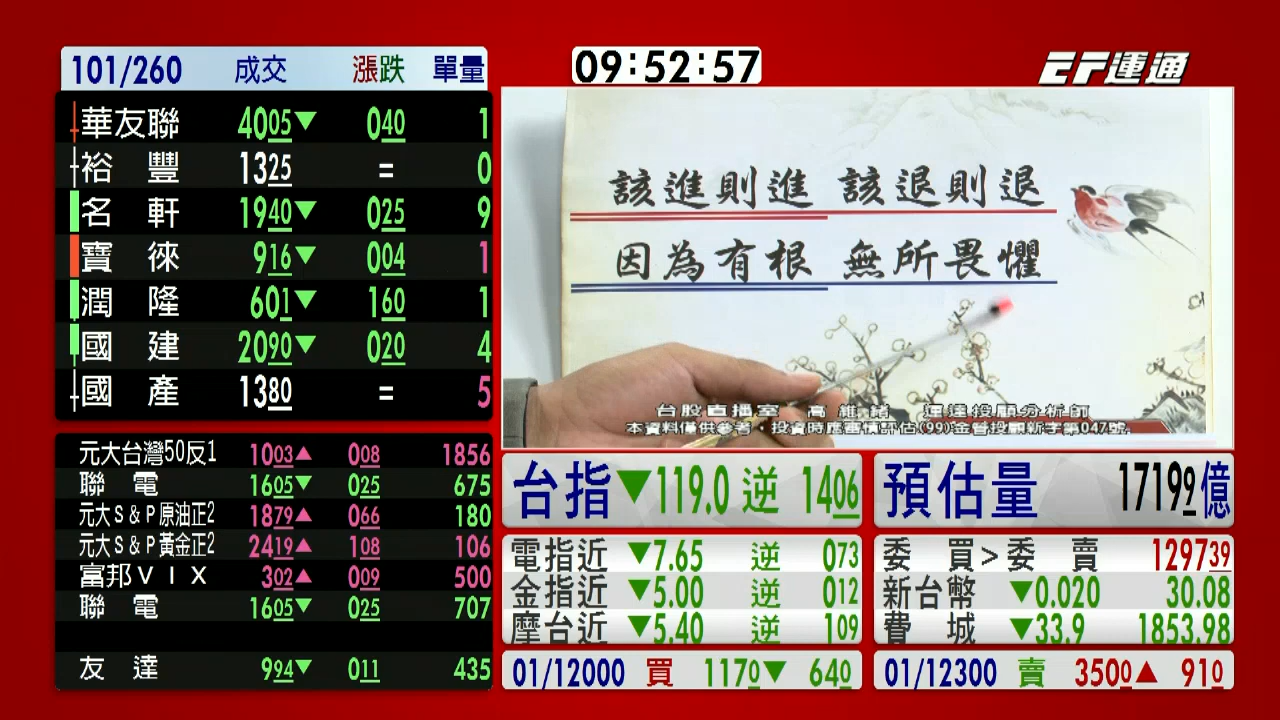 101/260 成交 漲跌 單量
09:52:57
EF運通
華友聯 4005▼ 040 1
裕豐 1325 = 0
名軒 1940▼ 025 9
寶徠 916▼ 004 1
潤隆 601▼ 160 1
國建 2090▼ 020 4
國產 1380 = 5
元大台灣50反1 1003▲ 008 1856
聯電 1605▼ 025 675
元大S&P原油正2 1879▲ 066 180
元大S&P黃金正2 2419▲ 108 106
富邦VIX 302▲ 009 500
聯電 1605▼ 025 707
友達 994▼ 011 435
該進則進 該退則退
因為有根 無所畏懼
台股直播室 高維緒 運達投顧分析師
本資料僅供參考,投資時應審慎評估(99)金管投顧新字第047號
台指▼119.0 逆 1406
預估量 17199億
電指近 ▼7.65 逆 073
金指近 ▼5.00 逆 012
摩台近 ▼5.40 逆 109
委買>委賣 129739
新台幣 ▼0.020 30.08
費城 ▼33.9 1853.98
01/12000 買 1170▼ 640
01/12300 賣 3500▲ 910